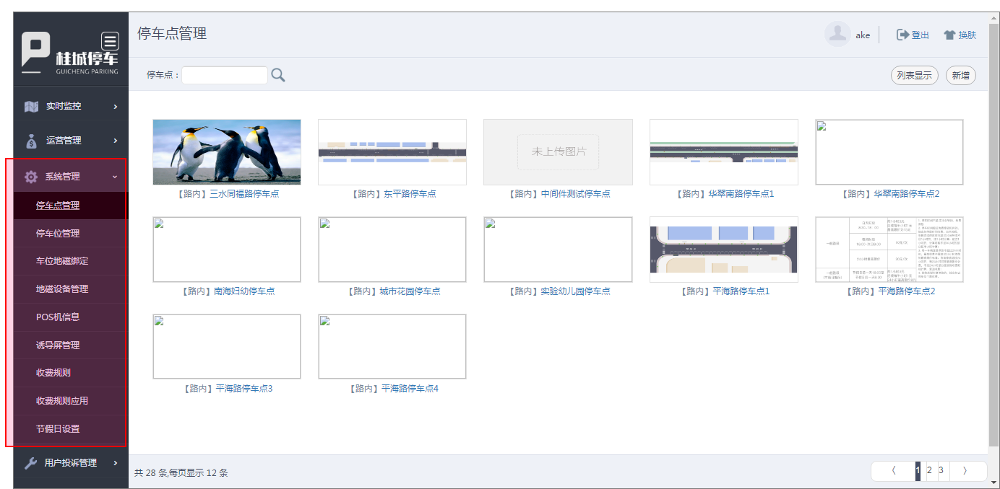 桂城停车
GUICHENG PARKING
停车点管理
ake
登出
换肤
停车点：
列表显示
新增
实时监控
运营管理
系统管理
停车点管理
停车位管理
车位地磁绑定
地磁设备管理
POS机信息
诱导屏管理
收费规则
收费规则应用
节假日设置
用户投诉管理
未上传图片
【路内】三水同福路停车点
【路内】东平路停车点
【路内】中间件测试停车点
【路内】华翠南路停车点1
【路内】华翠南路停车点2
【路内】南海妇幼停车点
【路内】城市花园停车点
【路内】实验幼儿园停车点
【路内】平海路停车点1
【路内】平海路停车点2
【路内】平海路停车点3
【路内】平海路停车点4
共 28 条,每页显示 12 条
〈 1 2 3 〉